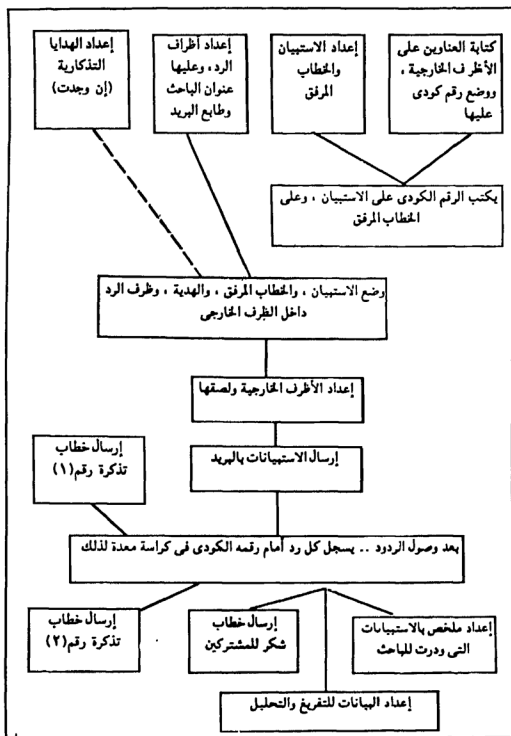 كتابة العناوين على
الأظرف الخارجية ،
ووضع رقم كودى
عليها
إعداد الاستبيان
والخطاب
المرفق
إعداد أظراف
الرد ، وعليها
عنوان الباحث
وطابع البريد
إعداد الهدايا
التذكارية
(إن وجدت)
يكتب الرقم الكودى على الاستبيان ، وعلى
الخطاب المرفق
وضع الاستبيان ، والخطاب المرفق ، والهدية ، وظرف الرد
داخل الظرف الخارجى
إعداد الأظرف الخارجية ولصقها
إرسال الاستبيانات بالبريد
إرسال خطاب
تذكرة رقم(١)
بعد وصول الردود .. يسجل كل رد أمام رقمه الكودى فى كراسة معدة لذلك
إعداد ملخص بالاستبيانات
التى وردت للباحث
إرسال خطاب
شكر للمشتركين
إرسال خطاب
تذكرة رقم(٢)
إعداد البيانات للتفريغ والتحليل